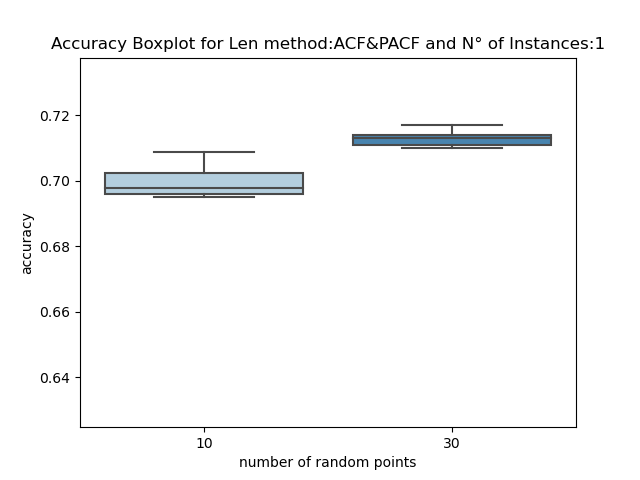 Accuracy Boxplot for Len method:ACF&PACF and N° of Instances:1
0.72
0.70
0.68
0.66
0.64
accuracy
10
30
number of random points